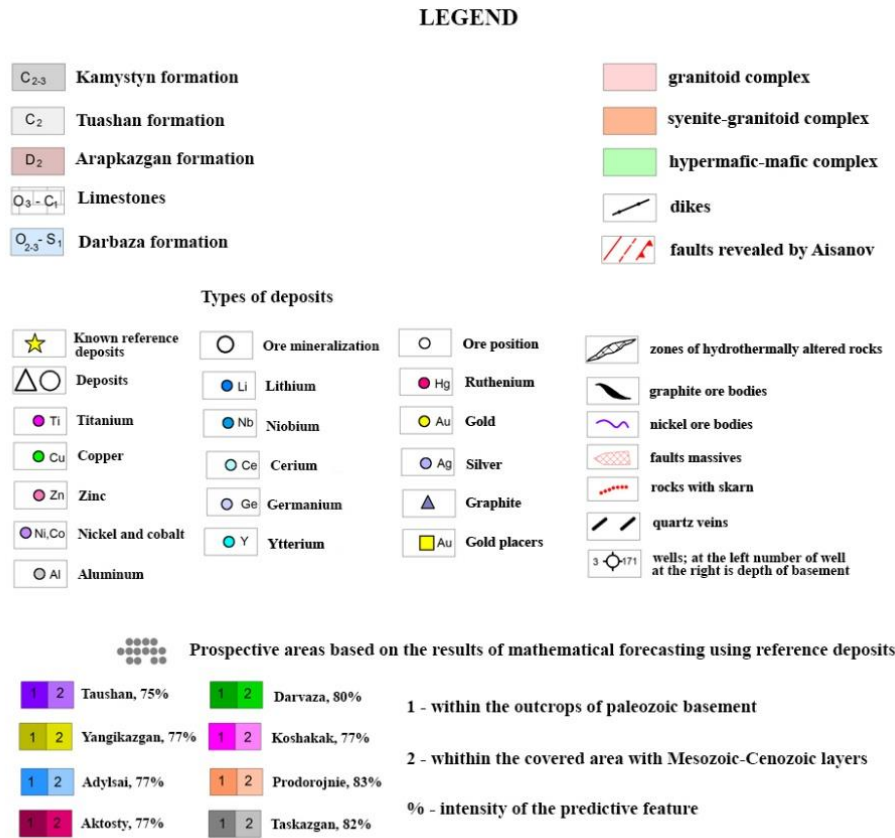 LEGEND
C2-3 Kamystyn formation
C2 Tuashan formation
D2 Arapkazgan formation
O3 - C1 Limestones
O2-3 - S1 Darbaza formation
granitoid complex
syenite-granitoid complex
hypermafic-mafic complex
dikes
faults revealed by Aisanov
Types of deposits
Known reference
deposits
Deposits
Ti Titanium
Cu Copper
Zn Zinc
Ni,Co Nickel and cobalt
Al Aluminum
Ore mineralization
Li Lithium
Nb Niobium
Ce Cerium
Ge Germanium
Y Ytterium
Ore position
Hg Ruthenium
Au Gold
Ag Silver
Graphite
Au Gold placers
zones of hydrothermally altered rocks
graphite ore bodies
nickel ore bodies
faults massives
rocks with skarn
quartz veins
3 171 wells; at the left number of well
at the right is depth of basement
Prospective areas based on the results of mathematical forecasting using reference deposits
1 2 Taushan, 75%
1 2 Yangikazgan, 77%
1 2 Adylsai, 77%
1 2 Aktosty, 77%
1 2 Darvaza, 80%
1 2 Koshakak, 77%
1 2 Prodorojnie, 83%
1 2 Taskazgan, 82%
1 - within the outcrops of paleozoic basement
2 - whithin the covered area with Mesozoic-Cenozoic layers
% - intensity of the predictive feature